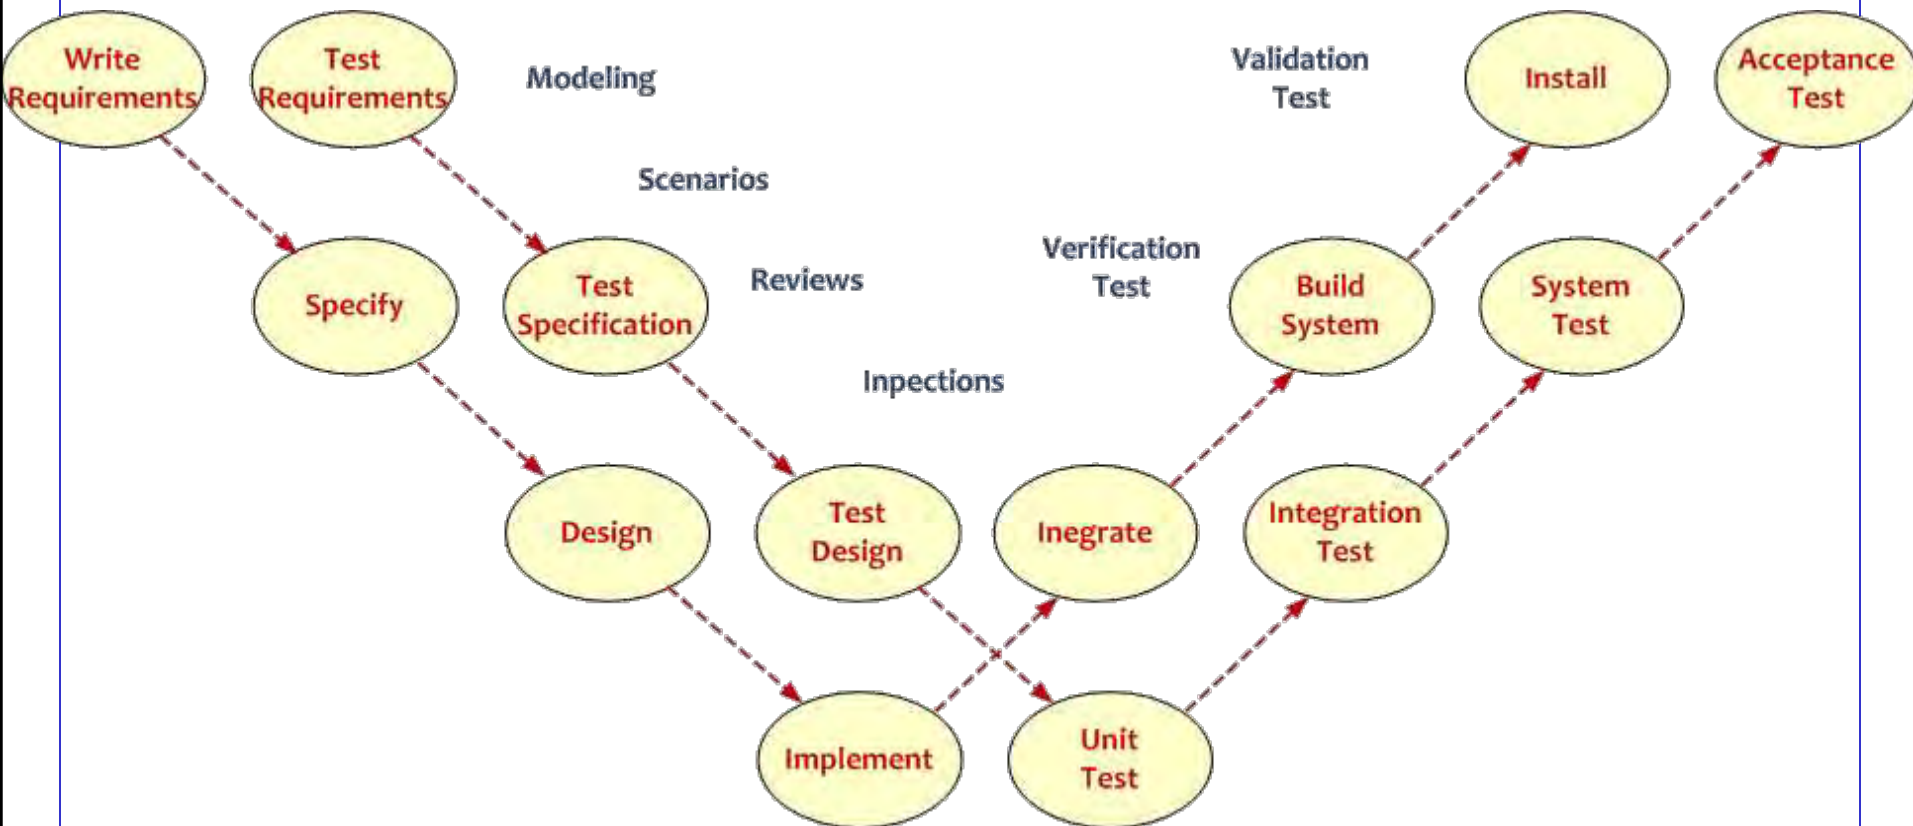 Write
Requirements
Test
Requirements
Modeling
Validation
Test
Install
Acceptance
Test
Scenarios
Specify
Test
Specification
Reviews
Verification
Test
Build
System
System
Test
Inpections
Design
Test
Design
Inegrate
Integration
Test
Implement
Unit
Test